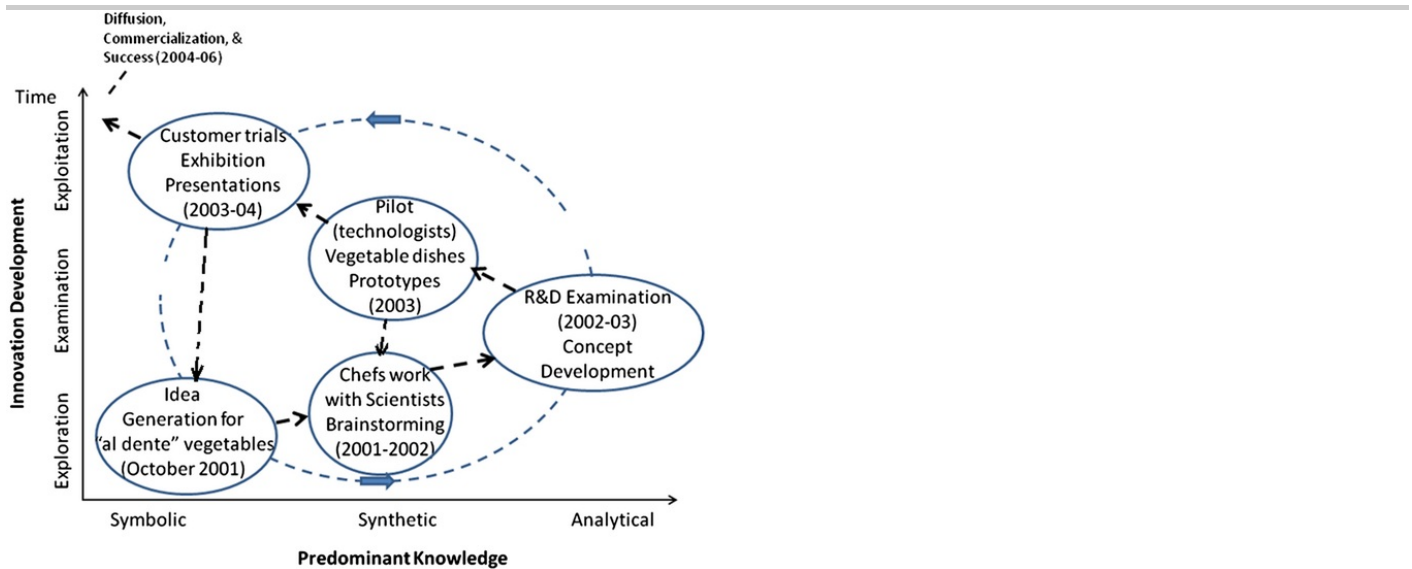 Diffusion,
Commercialization, &
Success (2004-06)
Time
Innovation Development
Exploitation
Examination
Exploration
Customer trials
Exhibition
Presentations
(2003-04)
Pilot
(technologists)
Vegetable dishes
Prototypes
(2003)
R&D Examination
(2002-03)
Concept
Development
Chefs work
with Scientists
Brainstorming
(2001-2002)
Idea
Generation for
“al dente” vegetables
(October 2001)
Symbolic
Synthetic
Analytical
Predominant Knowledge